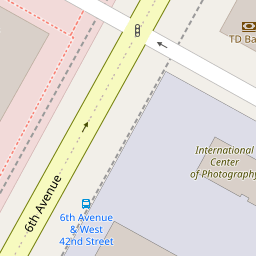 TD Ba
International
Center
of Photography
6th Avenue
6th Avenue
& West
42nd Street